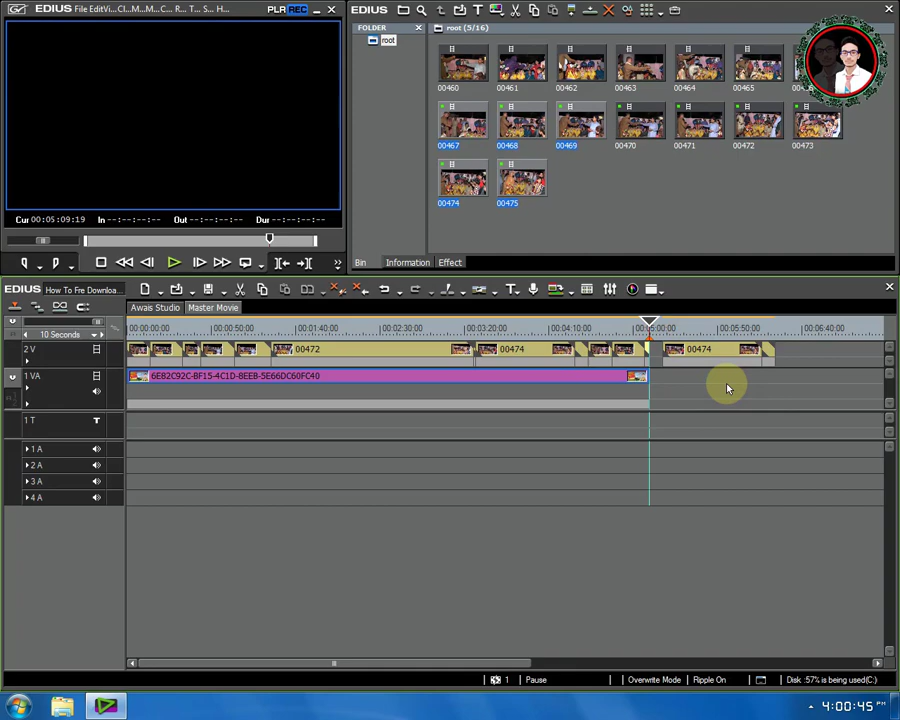 EDIUS File EditVi...Cl...M...M...C... R... T... S... H...
PLR REC
Cur 00:05:09:19 In --:--:--:-- Out --:--:--:-- Dur --:--:--:--
EDIUS
FOLDER
root
root (5/16)
00460 00461 00462 00463 00464 00465
00467 00468 00469 00470 00471 00472 00473
00474 00475
Bin Information Effect
EDIUS How To Fre Downloa...
Awais Studio Master Movie
10 Seconds
00:00:00:00 00:00:50:00 00:01:40:00 00:02:30:00 00:03:20:00 00:04:10:00 00:05:00:00 00:05:50:00 00:06:40:00
2 V
00472 00474 00474
1 VA
6E82C92C-BF15-4C1D-8EEB-5E66DC60FC40
1 T T
1 A
2 A
3 A
4 A
1 Pause Overwrite Mode Ripple On Disk :57% is being used(C:)
4:00:45 PM